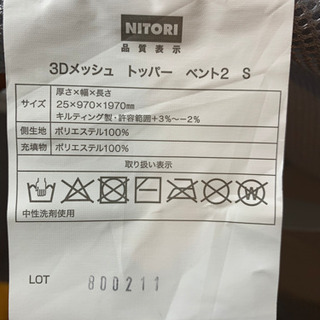 NITORI
品質表示
3Dメッシュ トッパー ベント2 S
サイズ
厚さ×幅×長さ
25×970×1970㎜
キルティング製・許容範囲+3%~-2%
側生地 ポリエステル100%
充填物 ポリエステル100%
取り扱い表示
中性洗剤使用
LOT 800211